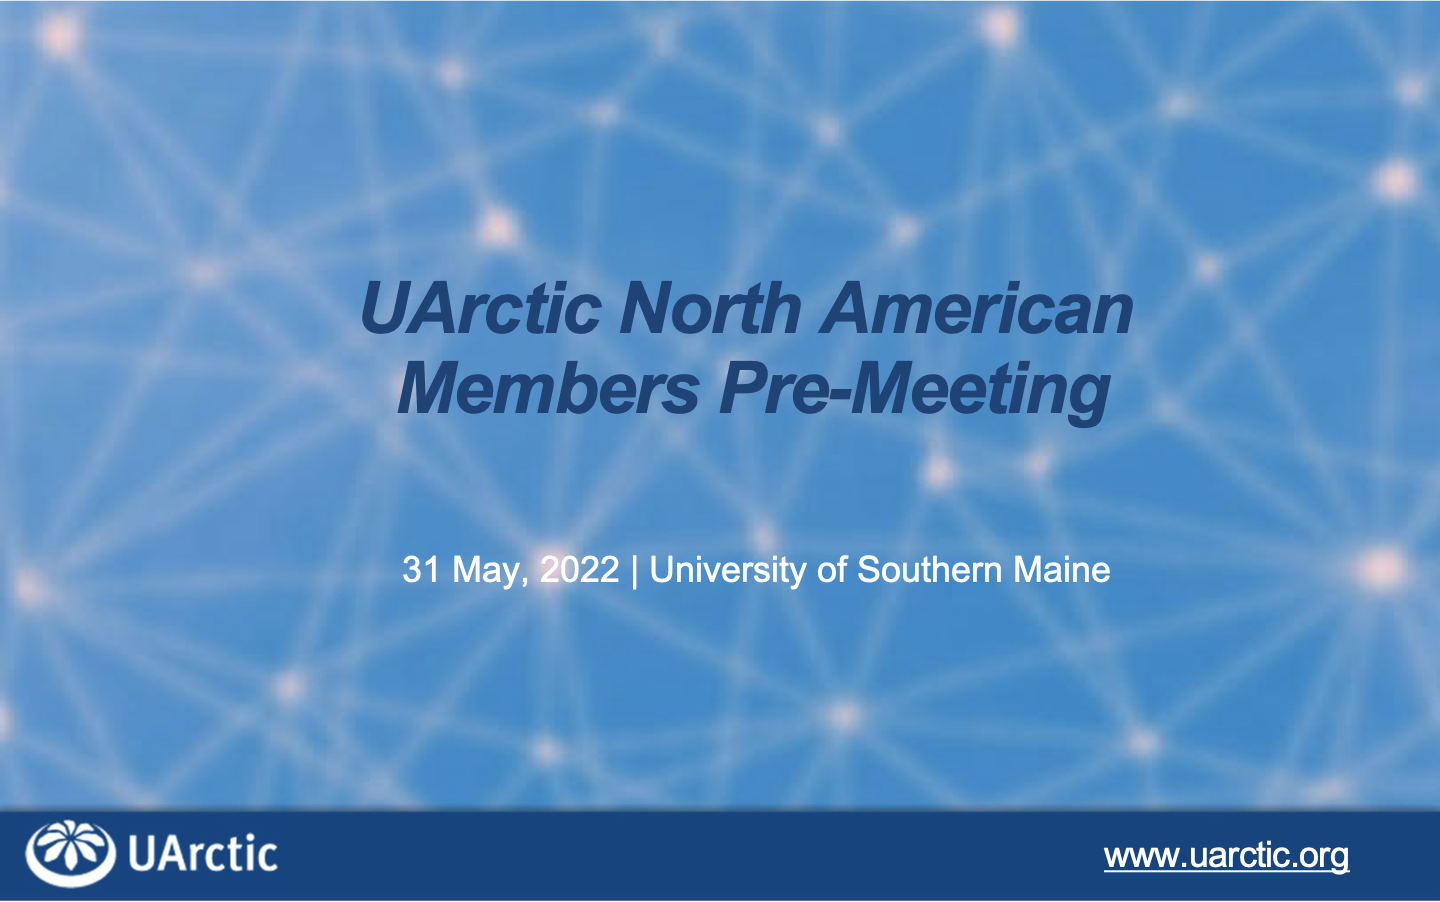 UArctic North American
Members Pre-Meeting
31 May, 2022 | University of Southern Maine
UArctic
www.uarctic.org